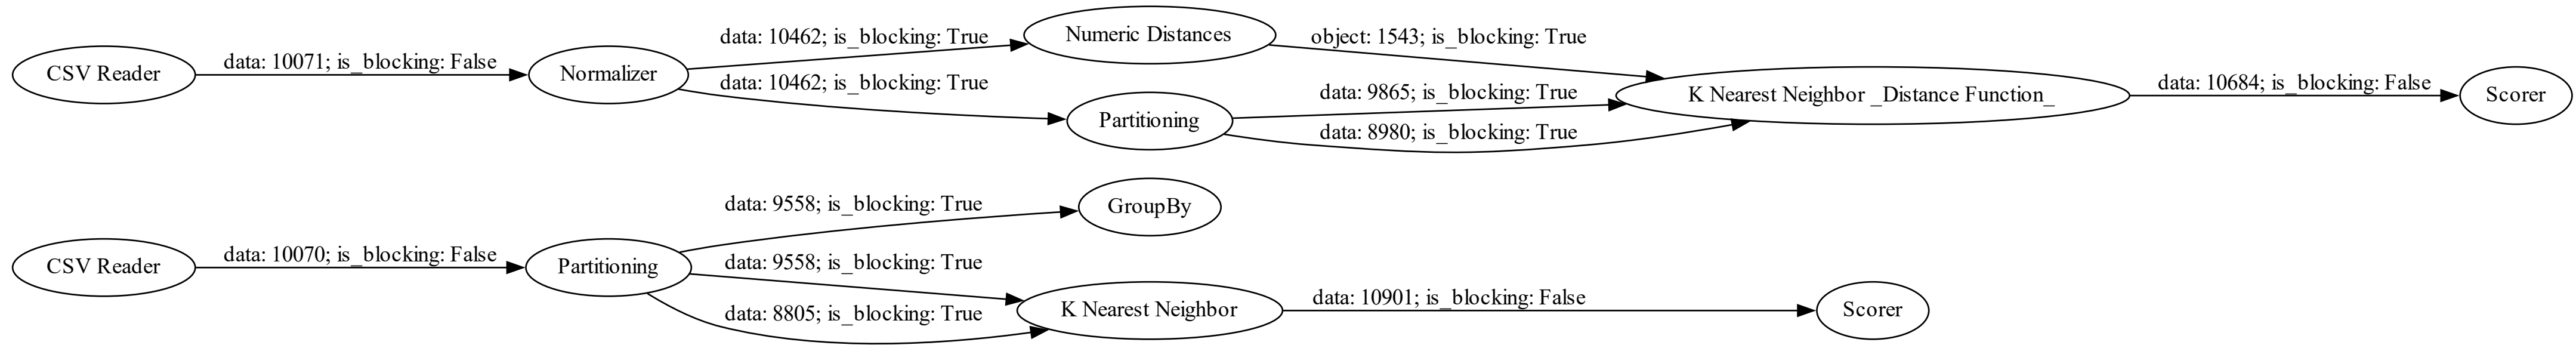 CSV Reader
data: 10071; is_blocking: False
Normalizer
data: 10462; is_blocking: True
Numeric Distances
object: 1543; is_blocking: True
data: 10462; is_blocking: True
Partitioning
data: 9865; is_blocking: True
data: 8980; is_blocking: True
K Nearest Neighbor _Distance Function_
data: 10684; is_blocking: False
Scorer
CSV Reader
data: 10070; is_blocking: False
Partitioning
data: 9558; is_blocking: True
GroupBy
data: 9558; is_blocking: True
data: 8805; is_blocking: True
K Nearest Neighbor
data: 10901; is_blocking: False
Scorer